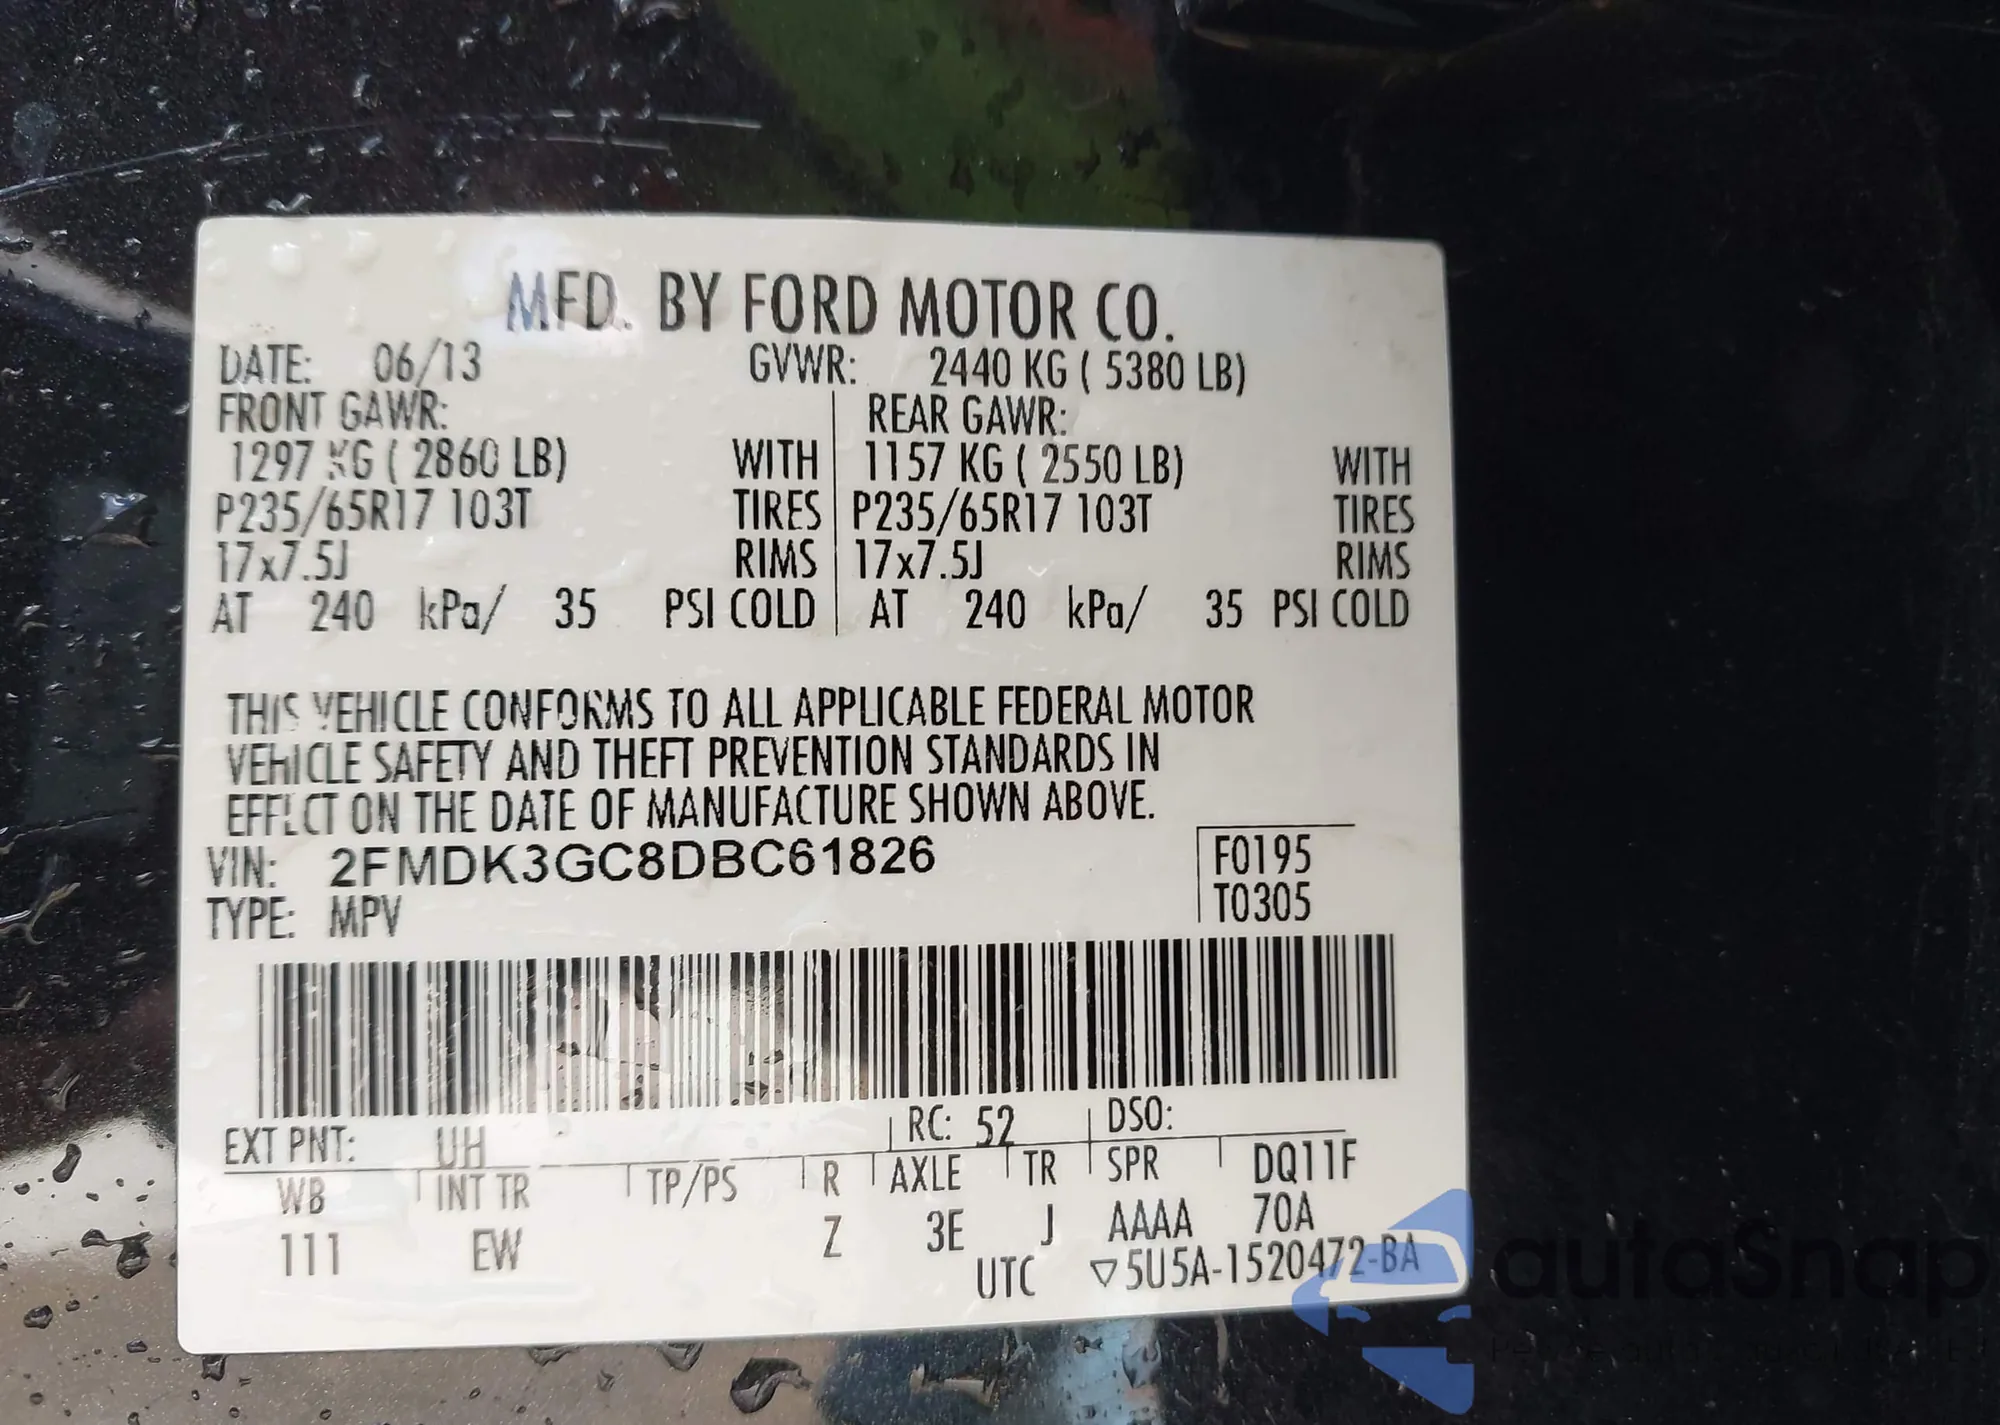 MFD. BY FORD MOTOR CO.
DATE: 06/13 GVWR: 2440 KG ( 5380 LB)
FRONT GAWR: REAR GAWR:
1297 KG ( 2860 LB) WITH 1157 KG ( 2550 LB) WITH
P235/65R17 103T TIRES P235/65R17 103T TIRES
17x7.5J RIMS 17x7.5J RIMS
AT 240 kPa/ 35 PSI COLD AT 240 kPa/ 35 PSI COLD
THIS VEHICLE CONFORMS TO ALL APPLICABLE FEDERAL MOTOR
VEHICLE SAFETY AND THEFT PREVENTION STANDARDS IN
EFFECT ON THE DATE OF MANUFACTURE SHOWN ABOVE.
VIN: 2FMDK3GC8DBC61826 F0195
TYPE: MPV T0305
EXT PNT: UH RC: 52 DSO:
WB INT TR TP/PS R AXLE TR SPR DQ11F
111 EW Z 3E J AAAA 70A
UTC ▽5U5A-1520472-BA
autoSnap